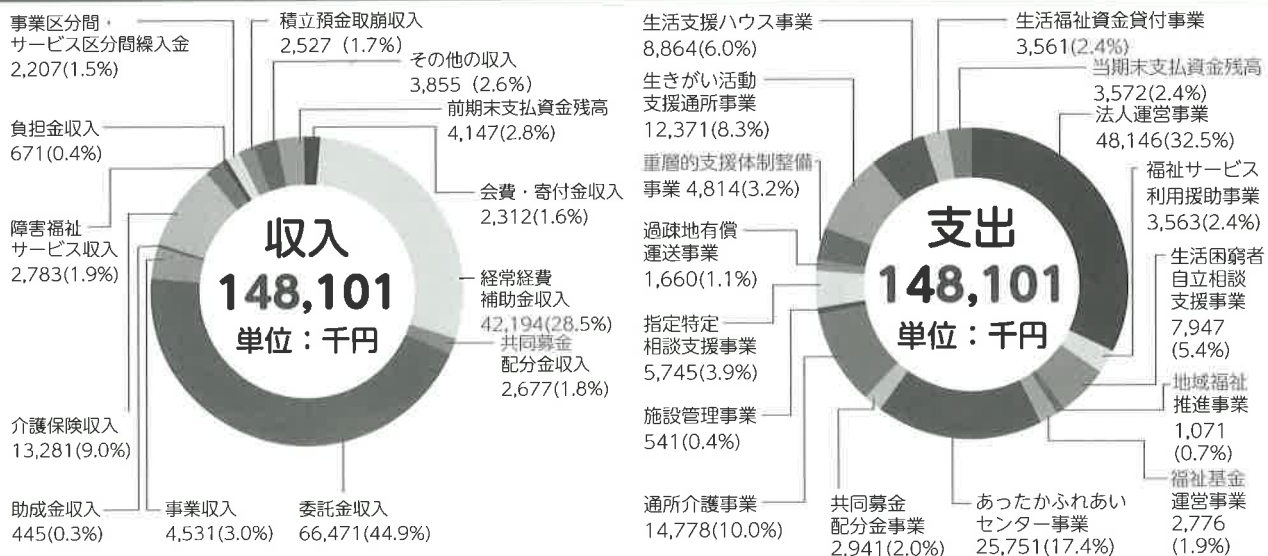 事業区分間・
サービス区分間繰入金
2,207(1.5%)
積立預金取崩収入
2,527 (1.7%)
その他の収入
3,855 (2.6%)
前期末支払資金残高
4,147(2.8%)
負担金収入
671(0.4%)
会費・寄付金収入
2,312(1.6%)
障害福祉
サービス収入
2,783(1.9%)
収入
148,101
単位：千円
経常経費
補助金収入
42,194(28.5%)
共同募金
配分金収入
2,677(1.8%)
介護保険収入
13,281(9.0%)
助成金収入
445(0.3%)
事業収入
4,531(3.0%)
委託金収入
66,471(44.9%)
生活支援ハウス事業
8,864(6.0%)
生活福祉資金貸付事業
3,561(2.4%)
当期末支払資金残高
3,572(2.4%)
生きがい活動
支援通所事業
12,371(8.3%)
法人運営事業
48,146(32.5%)
重層的支援体制整備
事業 4,814(3.2%)
福祉サービス
利用援助事業
3,563(2.4%)
過疎地有償
運送事業
1,660(1.1%)
支出
148,101
単位：千円
生活困窮者
自立相談
支援事業
7,947
(5.4%)
指定特定
相談支援事業
5,745(3.9%)
地域福祉
推進事業
1,071
(0.7%)
施設管理事業
541(0.4%)
福祉基金
運営事業
2,776
(1.9%)
通所介護事業
14,778(10.0%)
共同募金
配分金事業
2,941(2.0%)
あったかふれあい
センター事業
25,751(17.4%)